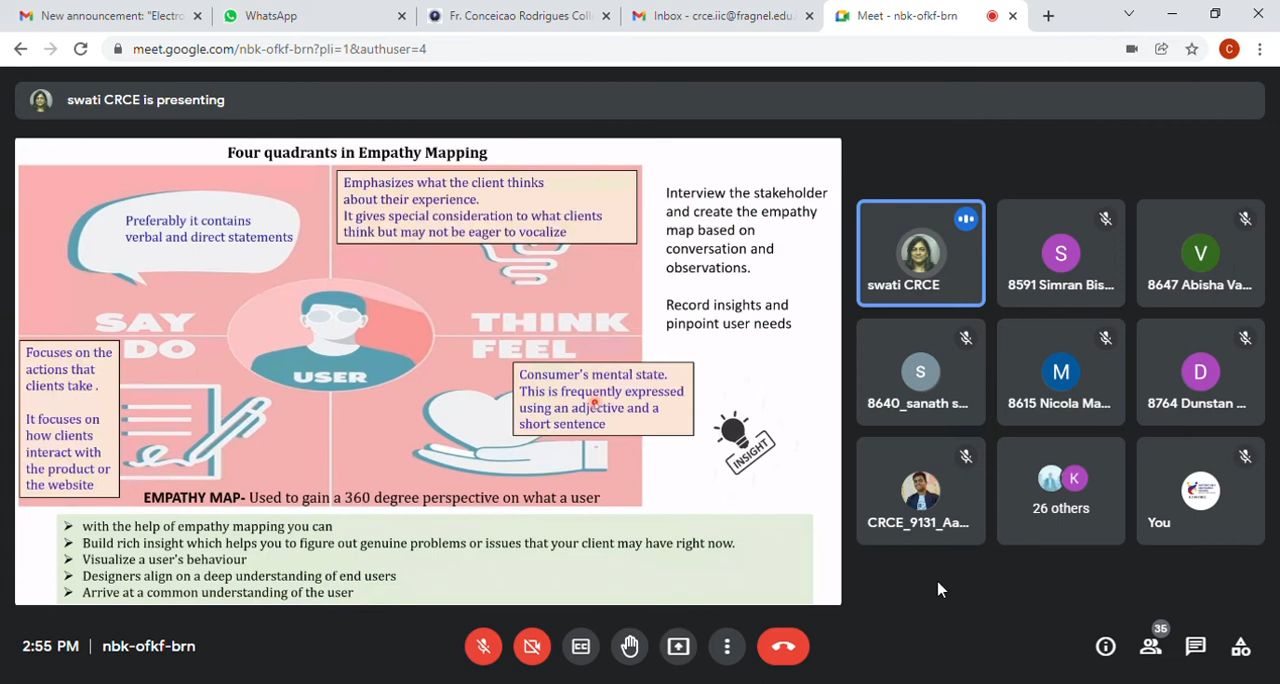 New announcement: "Electro
WhatsApp
Fr. Conceicao Rodrigues Coll
Inbox - crce.iic@fragnel.edu.
Meet - nbk-ofkf-brn
meet.google.com/nbk-ofkf-brn?pli=1&authuser=4
C
swati CRCE is presenting
Four quadrants in Empathy Mapping
Preferably it contains
verbal and direct statements
Emphasizes what the client thinks
about their experience.
It gives special consideration to what clients
think but may not be eager to vocalize
SAY
THINK
DO
FEEL
USER
Focuses on the
actions that
clients take .
It focuses on
how clients
interact with
the product or
the website
Consumer's mental state.
This is frequently expressed
using an adjective and a
short sentence
EMPATHY MAP- Used to gain a 360 degree perspective on what a user
Interview the stakeholder
and create the empathy
map based on
conversation and
observations.
Record insights and
pinpoint user needs
INSIGHT
➢ with the help of empathy mapping you can
➢ Build rich insight which helps you to figure out genuine problems or issues that your client may have right now.
➢ Visualize a user's behaviour
➢ Designers align on a deep understanding of end users
➢ Arrive at a common understanding of the user
swati CRCE
S
8591 Simran Bis...
V
8647 Abisha Va...
s
8640_sanath s...
M
8615 Nicola Ma...
D
8764 Dunstan ...
CRCE_9131_Aa...
K
26 others
You
2:55 PM | nbk-ofkf-brn
CC
35